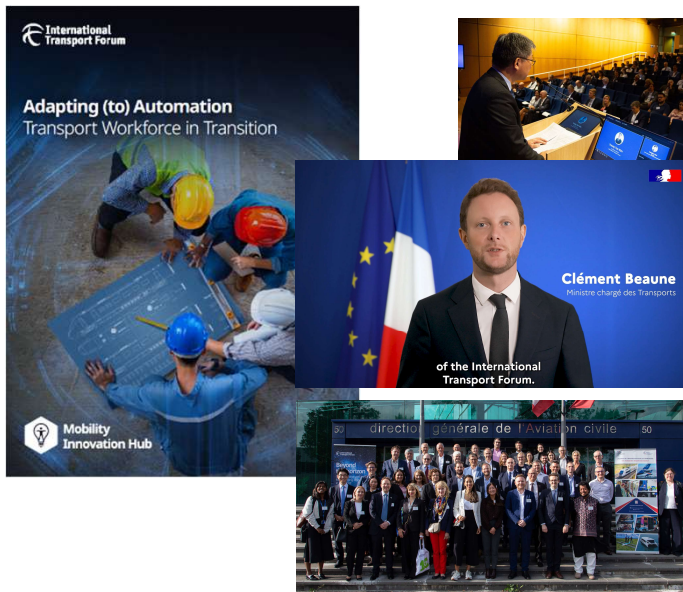 International
Transport Forum
Adapting (to) Automation
Transport Workforce in Transition
Mobility
Innovation Hub
Clément Beaune
Ministre chargé des Transports
of the International
Transport Forum.
50 direction générale de l'Aviation civile 50
Beyond